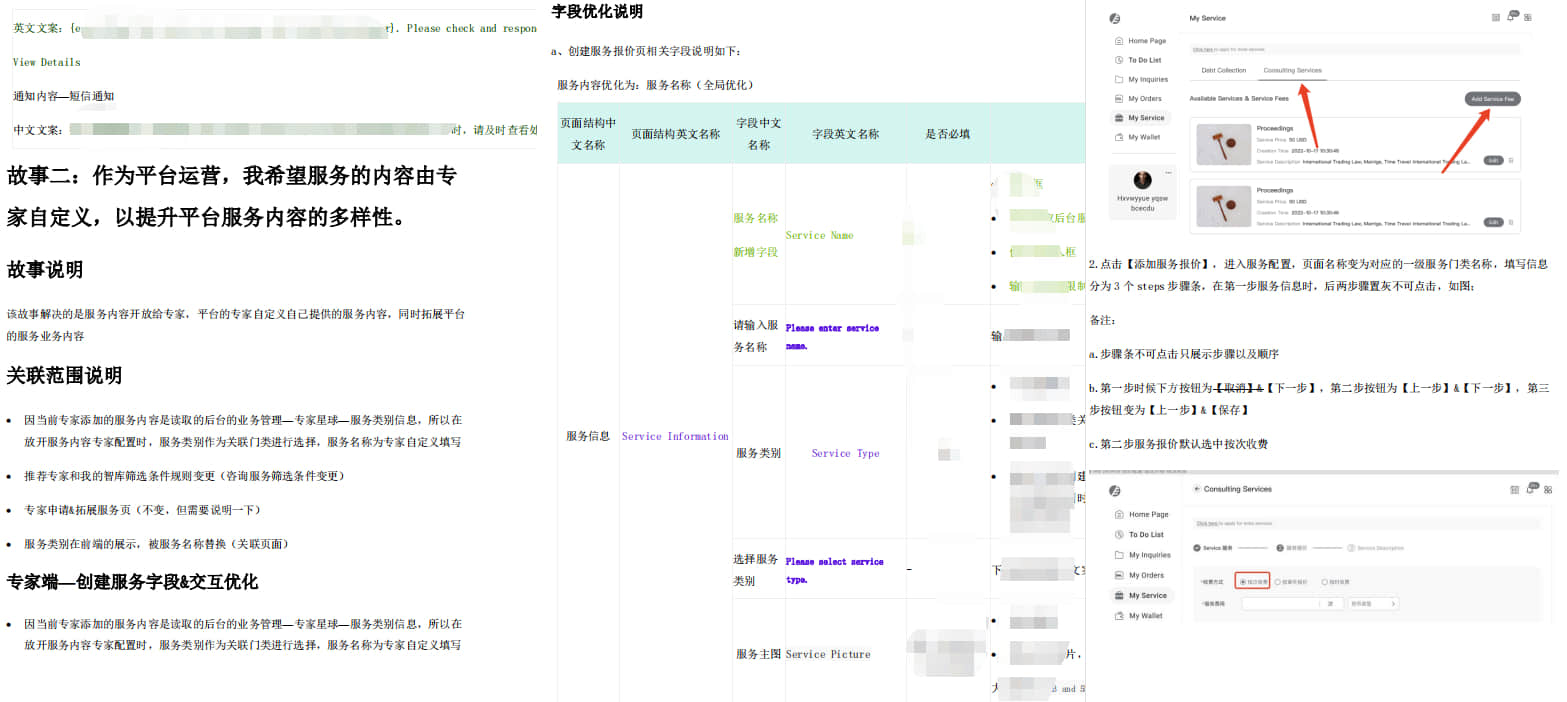 英文文案：{e
r}. Please check and respon
View Details
通知内容—短信通知
中文文案：
时，请及时查看处
故事二：作为平台运营，我希望服务的内容由专
家自定义，以提升平台服务内容的多样性。
故事说明
该故事解决的是服务内容开放给专家，平台的专家自定义自己提供的服务内容，同时拓展平台
的服务业务内容
关联范围说明
• 因当前专家添加的服务内容是读取的后台的业务管理—专家星球—服务类别信息，所以在
放开服务内容专家配置时，服务类别作为关联门类进行选择，服务名称为专家自定义填写
• 推荐专家和我的智库筛选条件规则变更（咨询服务筛选条件变更）
• 专家申请&拓展服务页（不变、但需要说明一下）
• 服务类别在前端的展示，被服务名称替换（关联页面）
专家端—创建服务字段&交互优化
• 因当前专家添加的服务内容是读取的后台的业务管理—专家星球—服务类别信息，所以在
放开服务内容专家配置时，服务类别作为关联门类进行选择，服务名称为专家自定义填写
字段优化说明
a、创建服务报价页相关字段说明如下：
服务内容优化为：服务名称（全局优化）
页面结构中
文名称
页面结构英文名称
字段中文
名称
字段英文名称
是否必填
服务信息
Service Information
服务名称
新增字段
Service Name
框
后台服
框
输
限制
请输入服
务名称
Please enter service
name.
输
服务类别
Service Type
类关
建
时
选择服务
类别
Please select service
type.
–
下
文案
服务主图
Service Picture
片，
大
B and 5
My Service
Home Page
To Do List
My Inquiries
My Orders
My Service
My Wallet
Hxvwyyue yqsw
bcecdu
Click here to apply for more services
Debt Collection
Consulting Services
Available Services & Service Fees
Add Service Fee
Proceedings
Service Price: 50 USD
Creation Time: 2022-10-17 10:30:46
Service Description: International Trading Law, Marrige, Time Travel International Trading La...
Edit
Proceedings
Service Price: 50 USD
Creation Time: 2022-10-17 10:30:46
Service Description: International Trading Law, Marrige, Time Travel International Trading La...
Edit
2.点击【添加服务报价】，进入服务配置，页面名称变为对应的一级服务门类名称，填写信息
分为 3 个 steps 步骤条，在第一步服务信息时，后两步骤置灰不可点击，如图；
备注：
a.步骤条不可点击只展示步骤以及顺序
b.第一步时候下方按钮为【取消】&【下一步】，第二步按钮为【上一步】&【下一步】，第三
步按钮变为【上一步】&【保存】
c.第二步服务报价默认选中按次收费
Consulting Services
Home Page
To Do List
My Inquiries
My Orders
My Service
My Wallet
Click here to apply for more services
Service 服务
2 服务报价
3 Service Description
*收费方式
按次收费
按件报价
按时收费